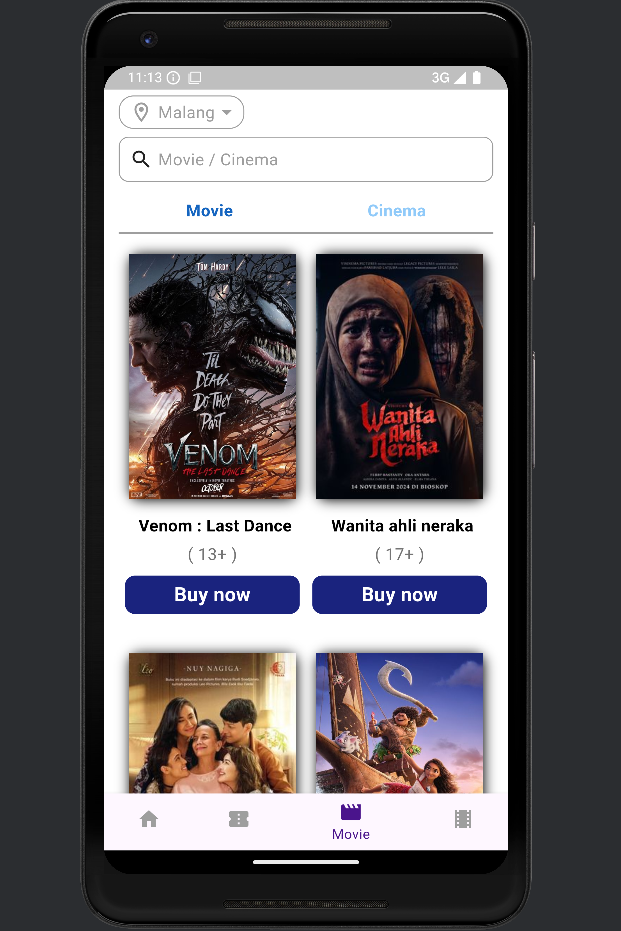 11:13
3G
Malang
Movie / Cinema
Movie
Cinema
TOM HARDY
'TIL
DEATH
DO THEY
PART
VENOM
THE LAST DANCE
OCTOBER
Wanita
Ahli
Neraka
14 NOVEMBER 2024 DI BIOSKOP
Venom : Last Dance
Wanita ahli neraka
( 13+ )
( 17+ )
Buy now
Buy now
NUY NAGIGA
Movie